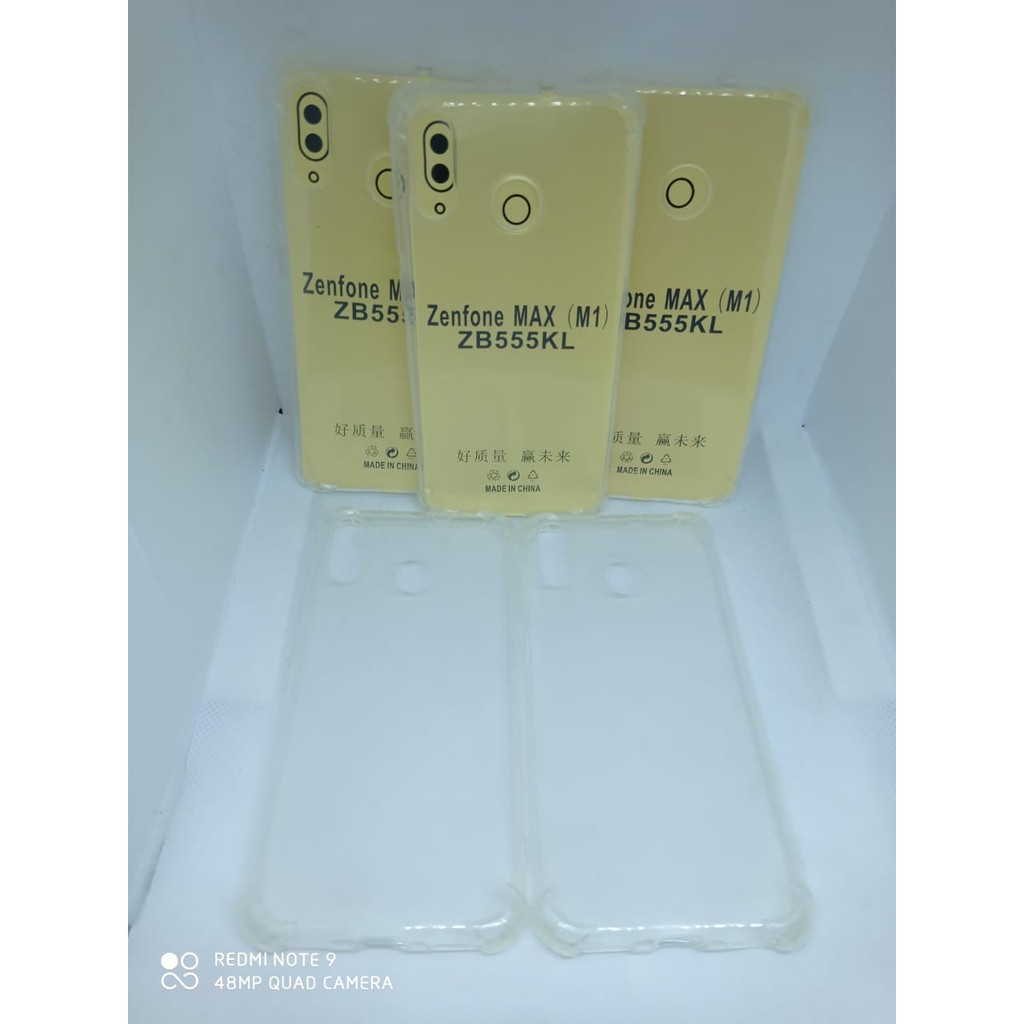 Zenfone M
ZB555
好质量 赢
MADE IN CHINA
Zenfone MAX (M1)
ZB555KL
好质量 赢未来
MADE IN CHINA
one MAX (M1)
B555KL
质量 赢未来
MADE IN CHINA
REDMI NOTE 9
48MP QUAD CAMERA